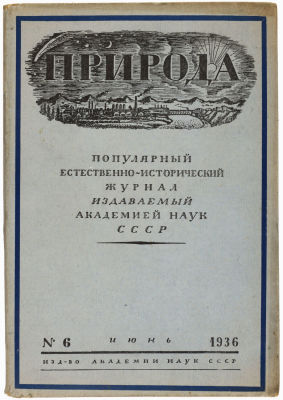 ПРИРОДА
ПОПУЛЯРНЫЙ
ЕСТЕСТВЕННО-ИСТОРИЧЕСКИЙ
ЖУРНАЛ
ИЗДАВАЕМЫЙ
АКАДЕМИЕЙ НАУК
СССР
№ 6 ИЮНЬ 1936
ИЗД-ВО АКАДЕМИИ НАУК СССР